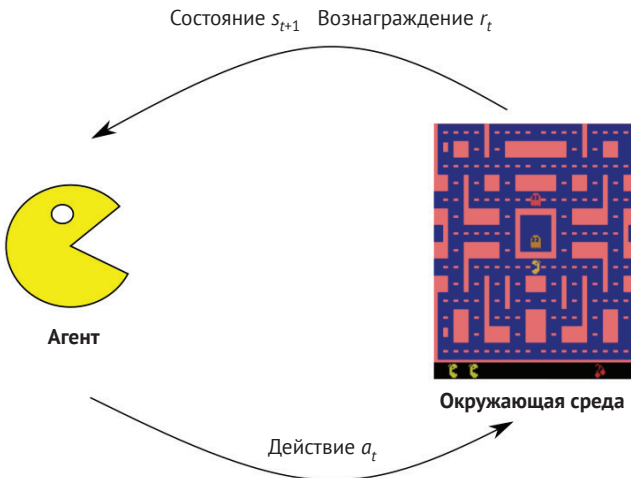 Состояние s_{t+1} Вознаграждение r_t
Агент
Окружающая среда
Действие a_t